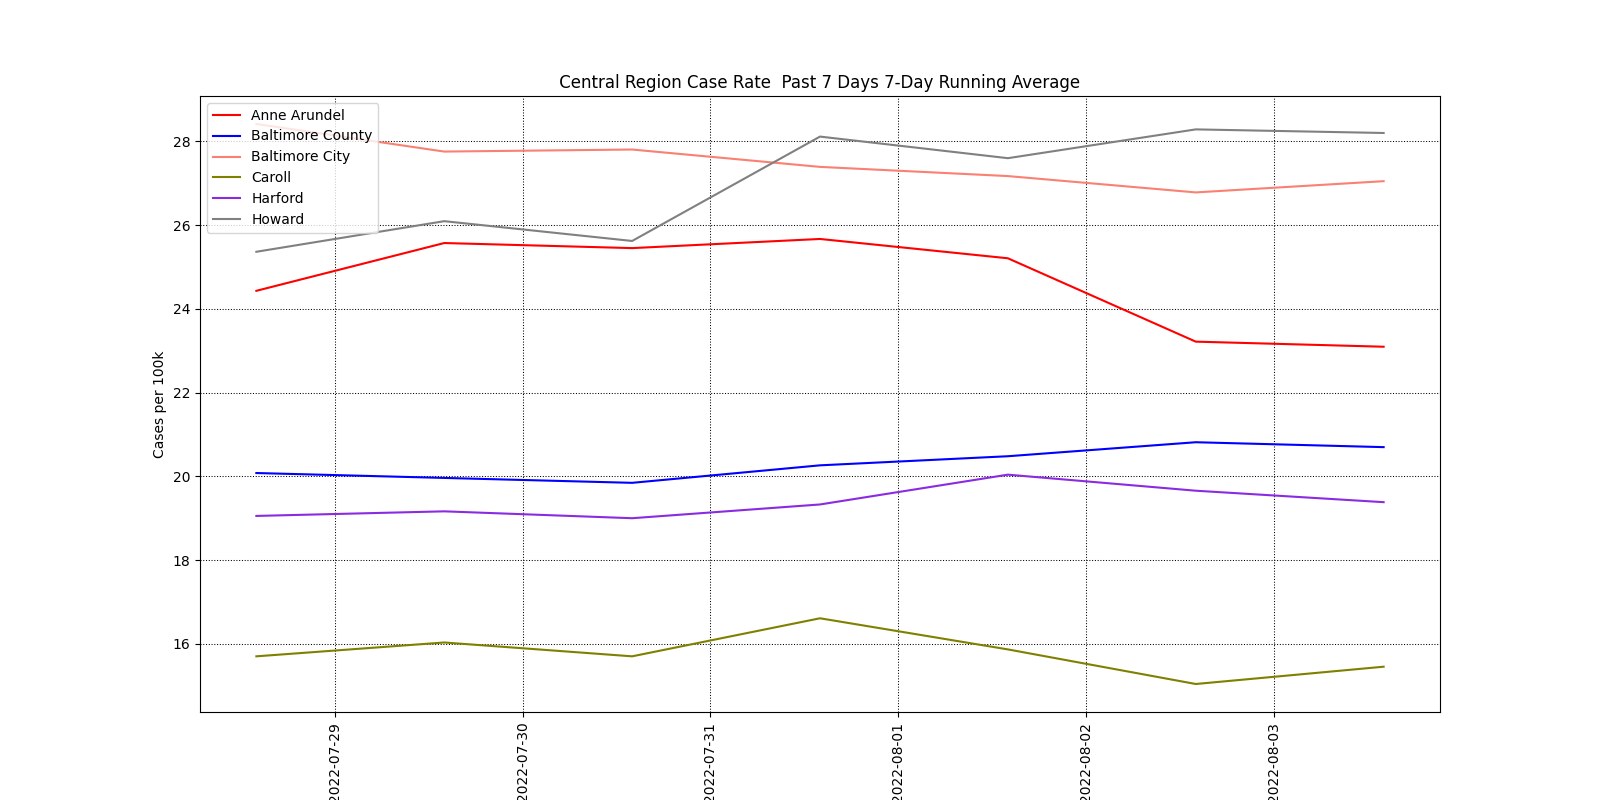 Central Region Case Rate  Past 7 Days 7-Day Running Average
Anne Arundel
Baltimore County
Baltimore City
Caroll
Harford
Howard
Cases per 100k
28
26
24
22
20
18
16
2022-07-29
2022-07-30
2022-07-31
2022-08-01
2022-08-02
2022-08-03